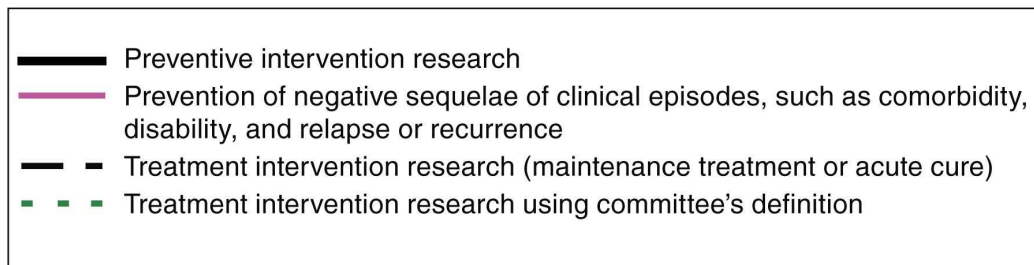 Preventive intervention research
Prevention of negative sequelae of clinical episodes, such as comorbidity,
disability, and relapse or recurrence
Treatment intervention research (maintenance treatment or acute cure)
Treatment intervention research using committee’s definition